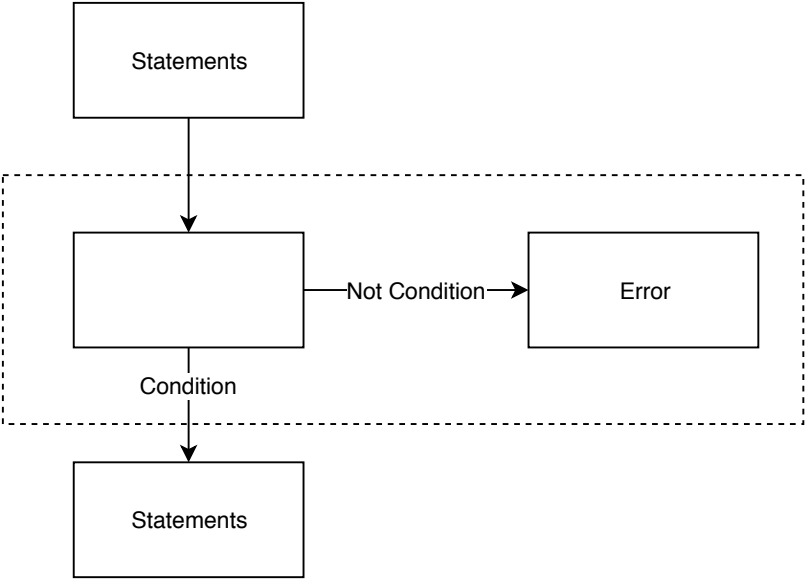 Statements
Not Condition
Error
Condition
Statements